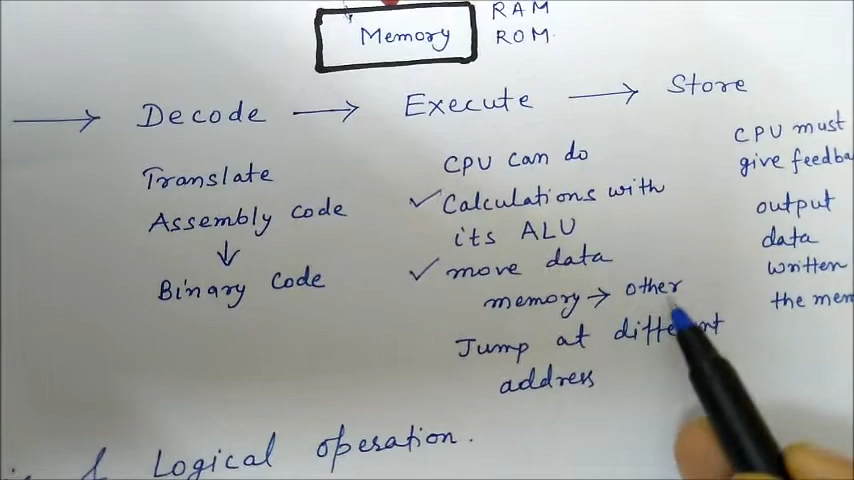 Memory
RAM
ROM
→ Decode → Execute → Store
Translate
Assembly code
↓
Binary code
CPU can do
✓ Calculations with
its ALU
✓ move data
memory → other
Jump at different
address
CPU must
give feedba
output
data
written
the mem
Logical operation.